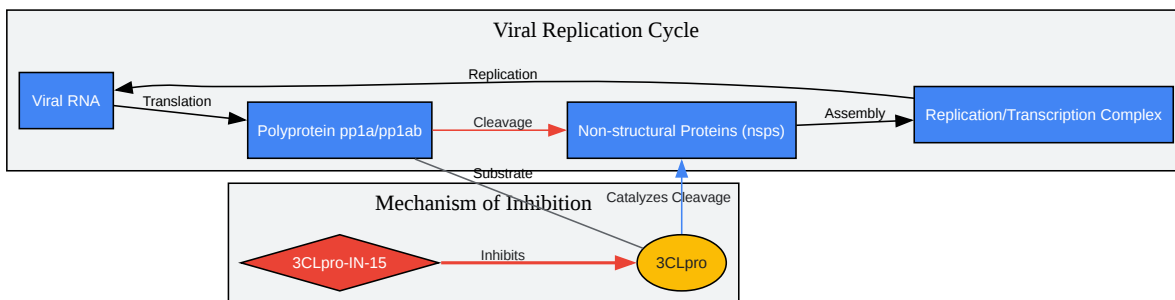 Viral Replication Cycle
Replication
Viral RNA
Translation
Polyprotein pp1a/pp1ab
Cleavage
Non-structural Proteins (nsps)
Assembly
Replication/Transcription Complex
Substrate
Catalyzes Cleavage
Mechanism of Inhibition
3CLpro-IN-15
Inhibits
3CLpro